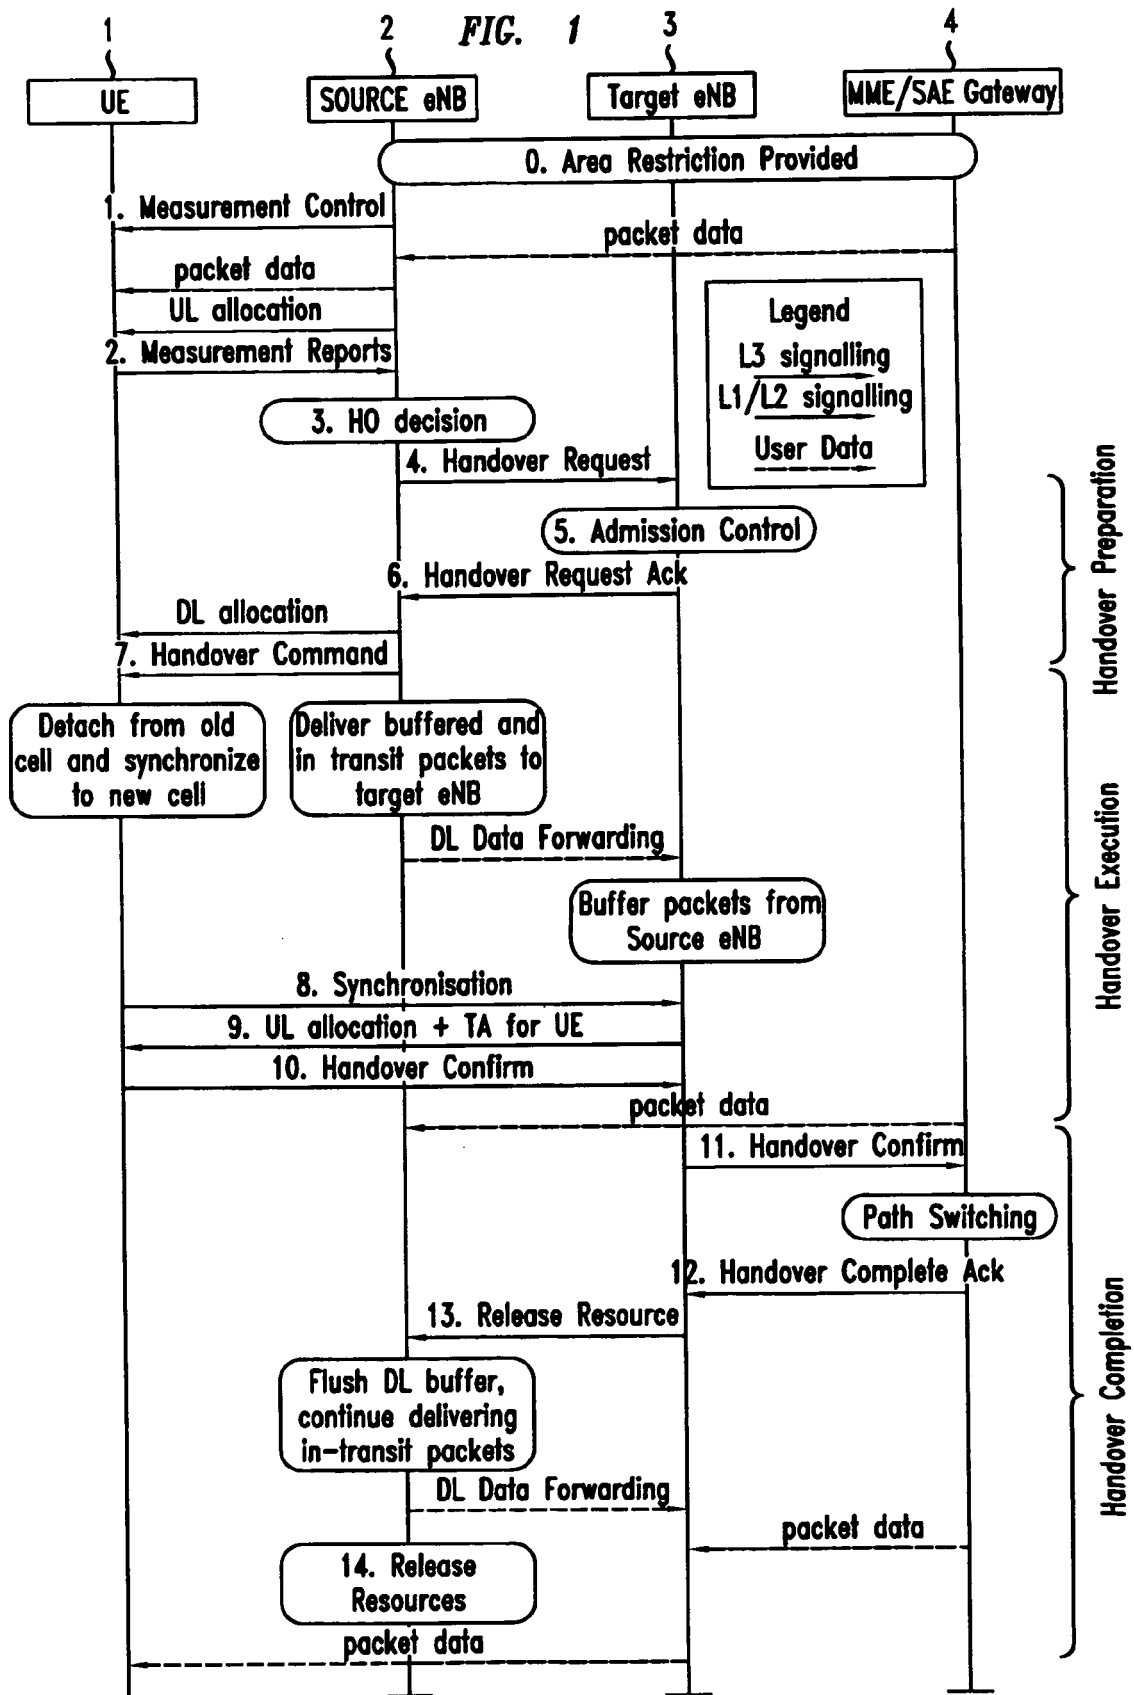 1
2
FIG. 1
3
4
UE
SOURCE eNB
Target eNB
MME/SAE Gateway
0. Area Restriction Provided
1. Measurement Control
packet data
packet data
UL allocation
2. Measurement Reports
Legend
L3 signalling
L1/L2 signalling
User Data
3. HO decision
4. Handover Request
5. Admission Control
6. Handover Request Ack
DL allocation
7. Handover Command
Handover Preparation
Detach from old
cell and synchronize
to new cell
Deliver buffered and
in transit packets to
target eNB
DL Data Forwarding
Buffer packets from
Source eNB
8. Synchronisation
9. UL allocation + TA for UE
10. Handover Confirm
Handover Execution
packet data
11. Handover Confirm
Path Switching
12. Handover Complete Ack
13. Release Resource
Flush DL buffer,
continue delivering
in-transit packets
DL Data Forwarding
packet data
14. Release
Resources
packet data
Handover Completion